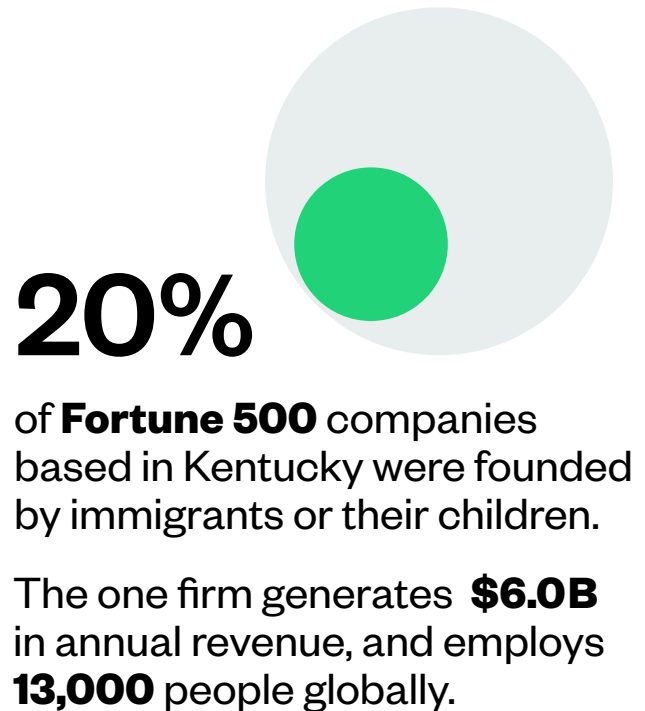 20%
of Fortune 500 companies
based in Kentucky were founded
by immigrants or their children.
The one firm generates $6.0B
in annual revenue, and employs
13,000 people globally.